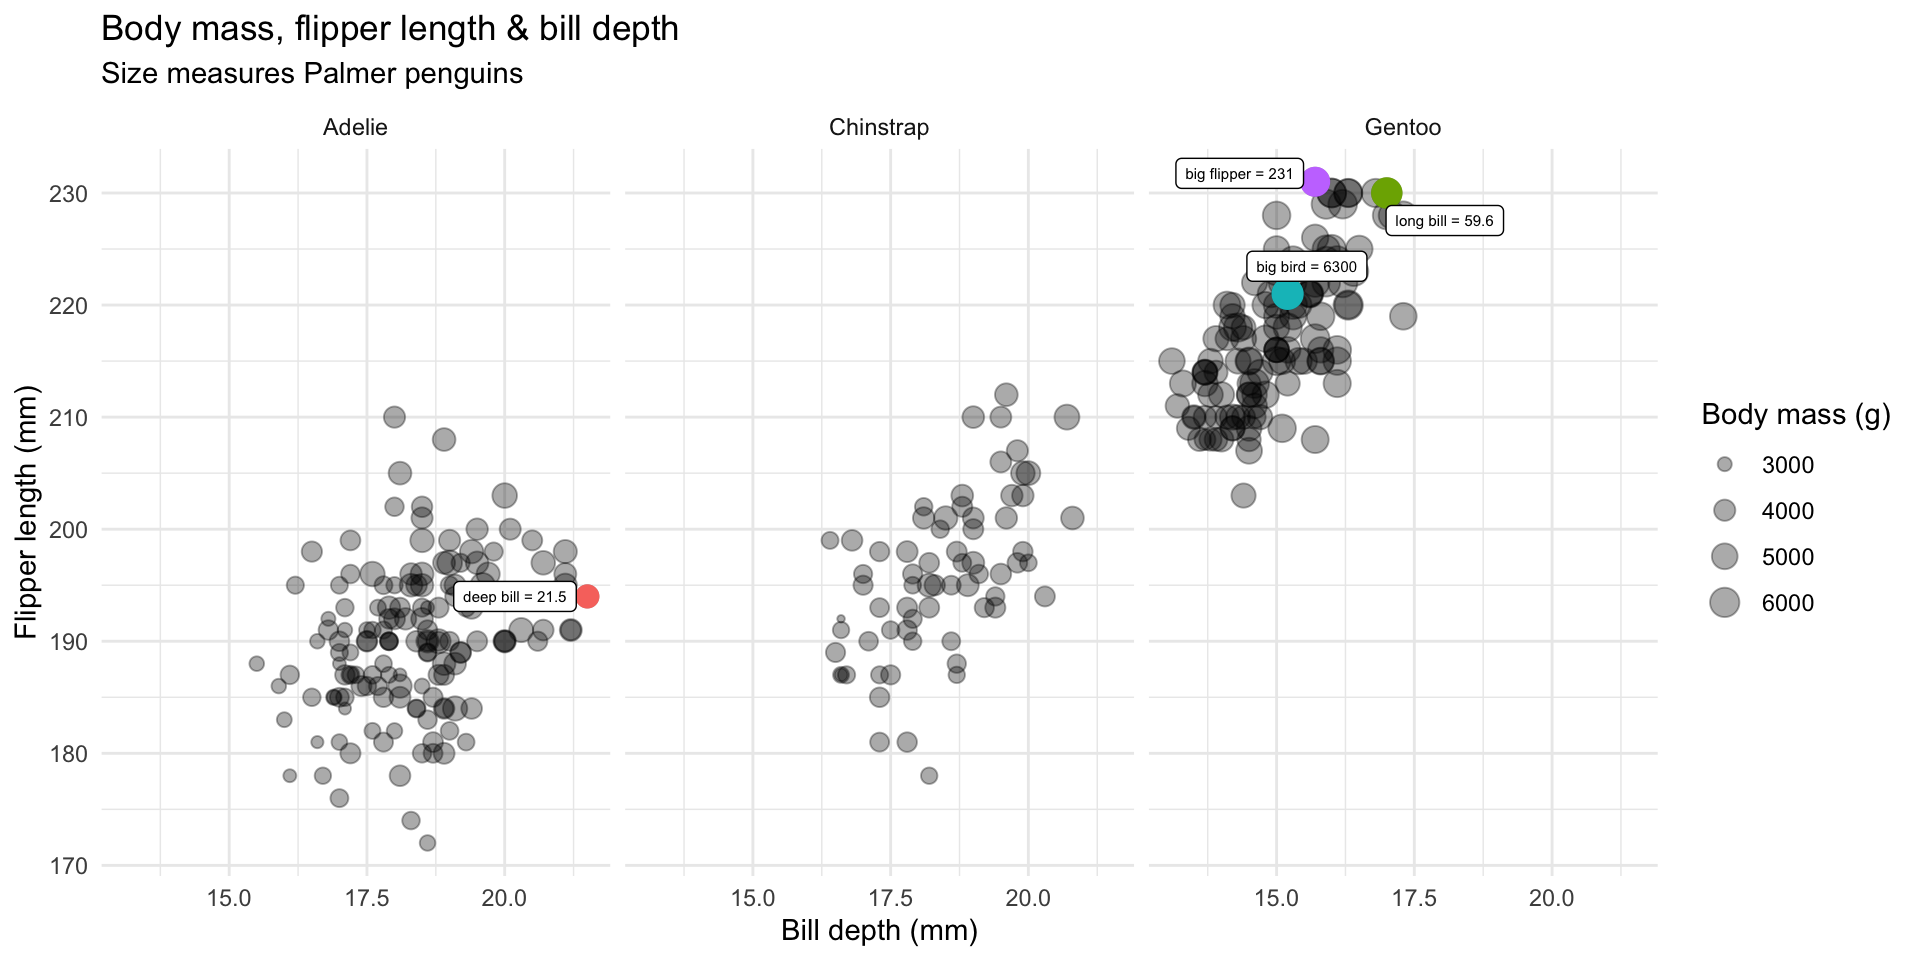 Body mass, flipper length & bill depth
Size measures Palmer penguins
Adelie
Chinstrap
Gentoo
Flipper length (mm)
230
220
210
200
190
180
170
deep bill = 21.5
big flipper = 231
long bill = 59.6
big bird = 6300
15.0 17.5 20.0
15.0 17.5 20.0
15.0 17.5 20.0
Bill depth (mm)
Body mass (g)
3000
4000
5000
6000